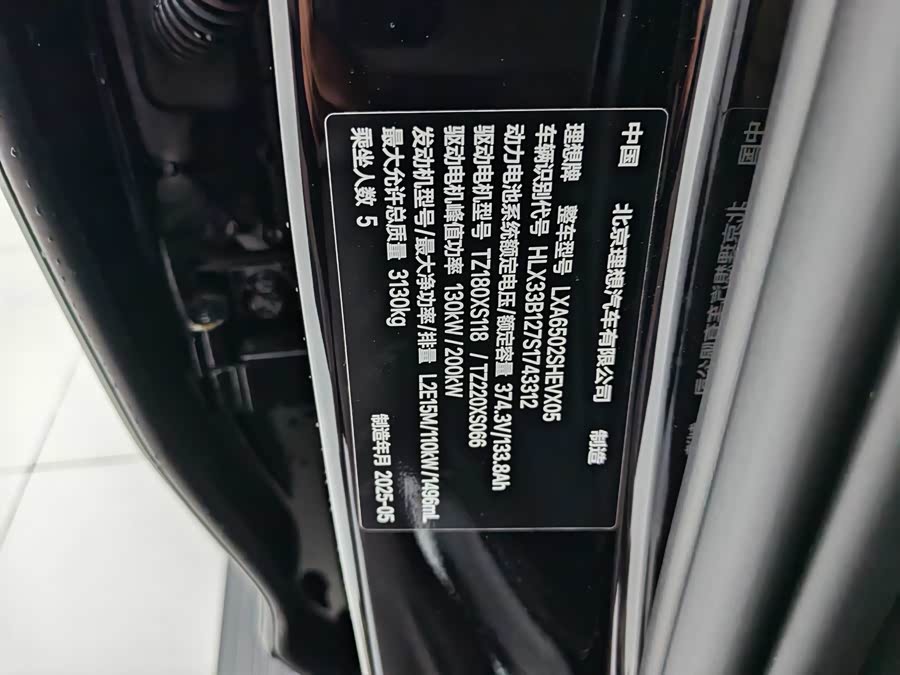 中国 北京理想汽车有限公司 制造
理想牌 整车型号 LXA6502SHEVX05
车辆识别代号 HLX33B127S1743312
动力电池系统额定电压/额定容量 374.3V/133.8Ah
驱动电机型号 TZ180XS118 / TZ220XS066
驱动电机峰值功率 130kW/200kW
发动机型号/最大净功率/排量 L2E15M/110kW/1496mL
最大允许总质量 3130kg
乘坐人数 5 制造年月 2025-05